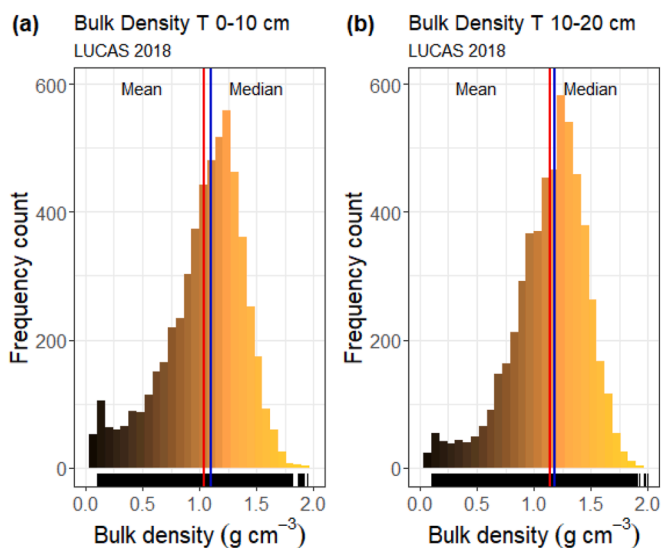 (a) Bulk Density T 0-10 cm
LUCAS 2018
Mean Median
600
400
200
0
Frequency count
0.0 0.5 1.0 1.5 2.0
Bulk density (g cm⁻³)
(b) Bulk Density T 10-20 cm
LUCAS 2018
Mean Median
600
400
200
0
Frequency count
0.0 0.5 1.0 1.5 2.0
Bulk density (g cm⁻³)